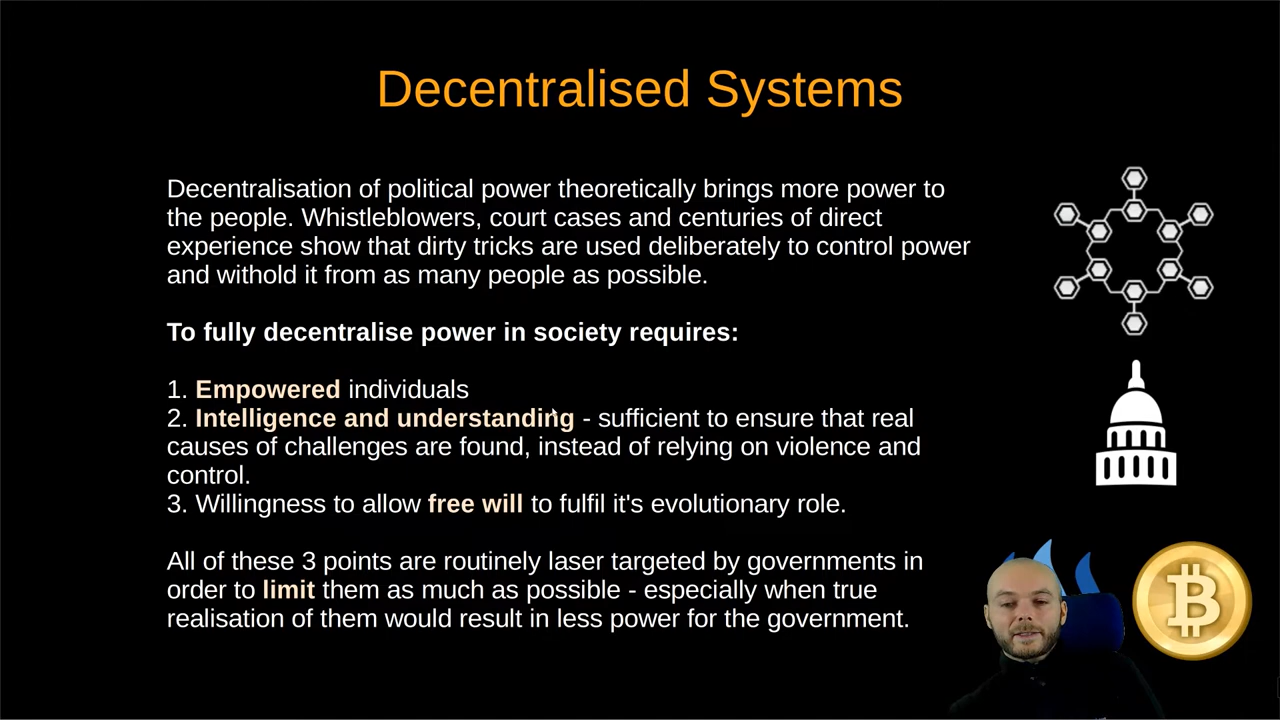 Decentralised Systems
Decentralisation of political power theoretically brings more power to
the people. Whistleblowers, court cases and centuries of direct
experience show that dirty tricks are used deliberately to control power
and withold it from as many people as possible.
To fully decentralise power in society requires:
1. Empowered individuals
2. Intelligence and understanding - sufficient to ensure that real
causes of challenges are found, instead of relying on violence and
control.
3. Willingness to allow free will to fulfil it's evolutionary role.
All of these 3 points are routinely laser targeted by governments in
order to limit them as much as possible - especially when true
realisation of them would result in less power for the government.